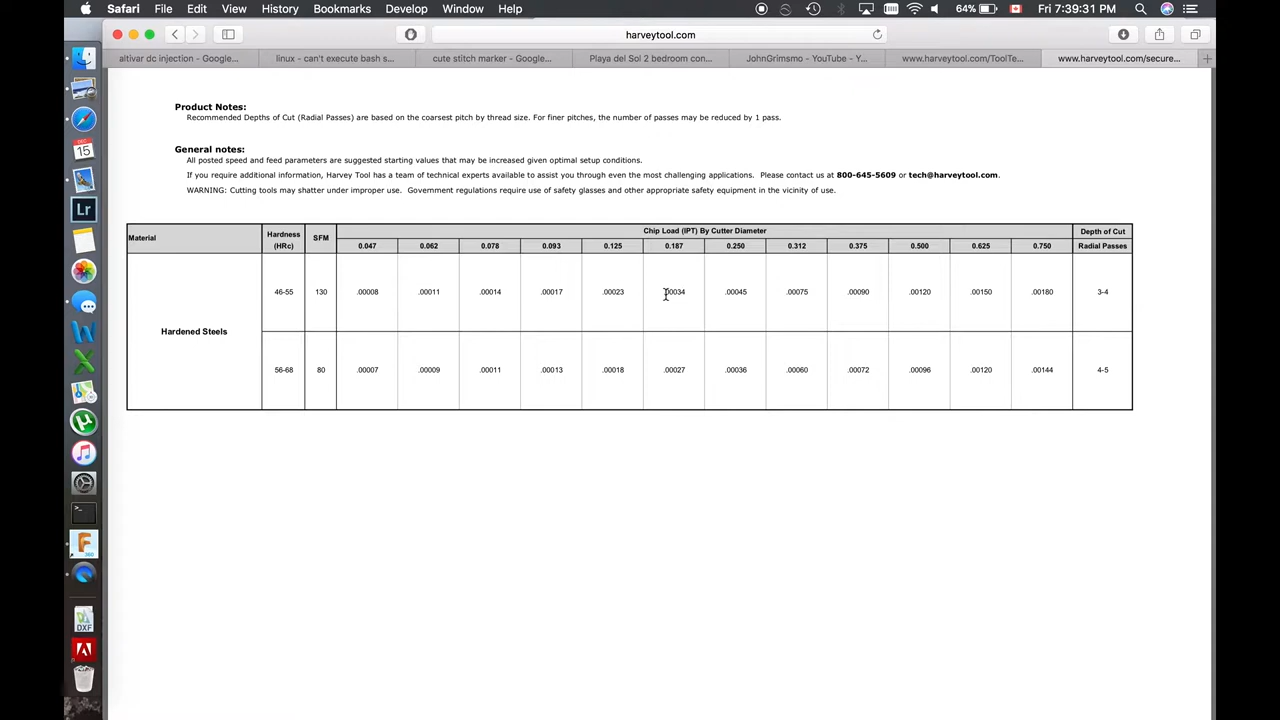 Safari File Edit View History Bookmarks Develop Window Help 64% Fri 7:39:31 PM
harveytool.com
altivar dc injection - Google... linux - can't execute bash s... cute stitch marker - Google... Playa del Sol 2 bedroom con... JohnGrimsmo - YouTube - Y... www.harveytool.com/ToolTe... www.harveytool.com/secure...
Product Notes:
Recommended Depths of Cut (Radial Passes) are based on the coarsest pitch by thread size. For finer pitches, the number of passes may be reduced by 1 pass.
General notes:
All posted speed and feed parameters are suggested starting values that may be increased given optimal setup conditions.
If you require additional information, Harvey Tool has a team of technical experts available to assist you through even the most challenging applications. Please contact us at 800-645-5609 or tech@harveytool.com.
WARNING: Cutting tools may shatter under improper use. Government regulations require use of safety glasses and other appropriate safety equipment in the vicinity of use.
Material Hardness (HRc) SFM Chip Load (IPT) By Cutter Diameter Depth of Cut
0.047 0.062 0.078 0.093 0.125 0.187 0.250 0.312 0.375 0.500 0.625 0.750 Radial Passes
Hardened Steels
46-55 130 .00008 .00011 .00014 .00017 .00023 .00034 .00045 .00075 .00090 .00120 .00150 .00180 3-4
56-68 80 .00007 .00009 .00011 .00013 .00018 .00027 .00036 .00060 .00072 .00096 .00120 .00144 4-5
DEC
15
Lr
W
X
F
360
DXF
A